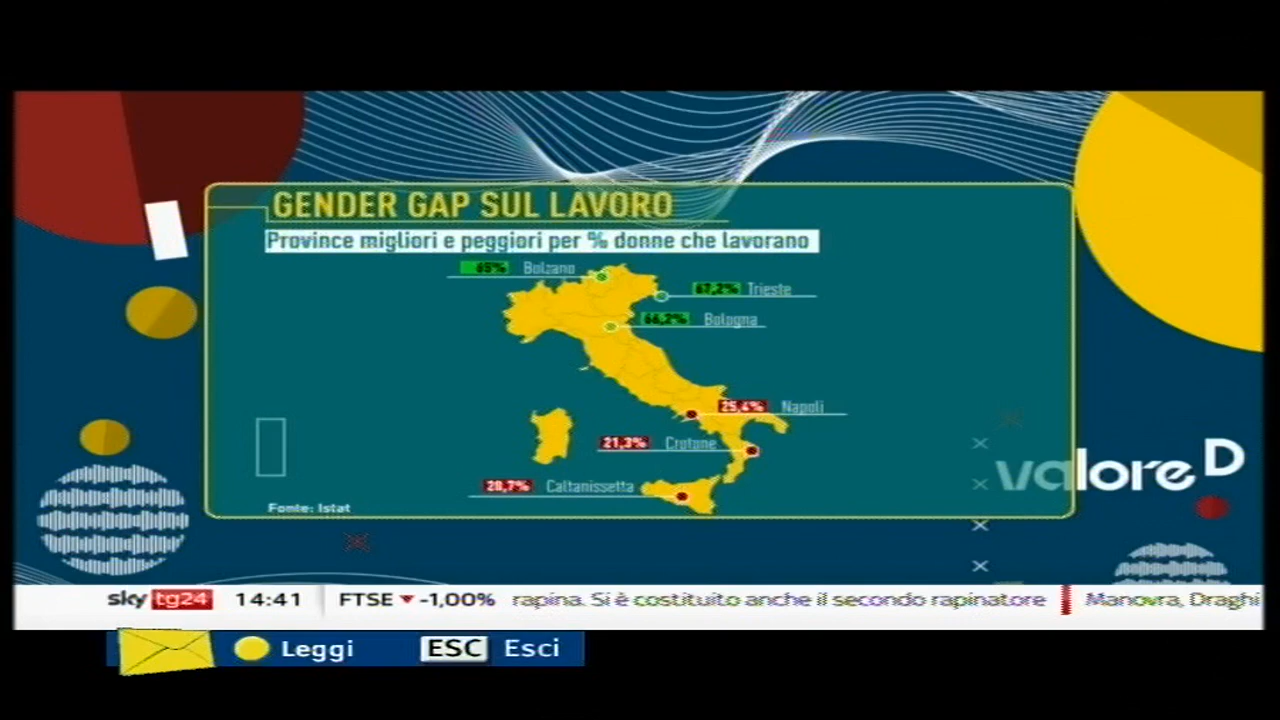 GENDER GAP SUL LAVORO
Province migliori e peggiori per % donne che lavorano
65% Bolzano
67,2% Trieste
66,2% Bologna
25,4% Napoli
21,3% Crotone
28,7% Caltanissetta
Fonte: Istat
valore D
sky tg24 14:41 FTSE -1,00% rapina. Si è costituito anche il secondo rapinatore Manovra, Draghi
Leggi ESC Esci